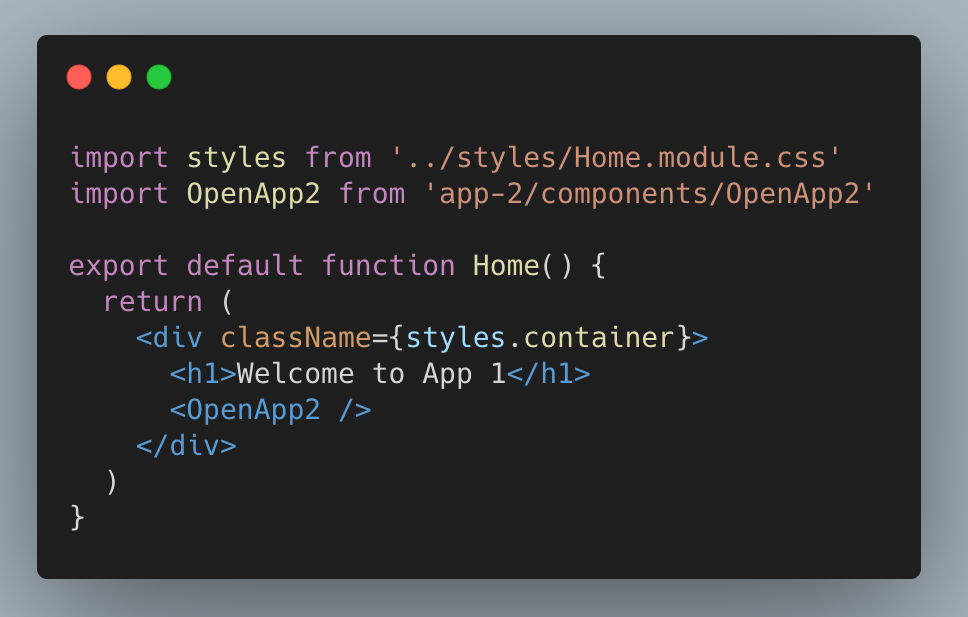 import styles from '../styles/Home.module.css'
import OpenApp2 from 'app-2/components/OpenApp2'

export default function Home() {
  return (
    <div className={styles.container}>
      <h1>Welcome to App 1</h1>
      <OpenApp2 />
    </div>
  )
}